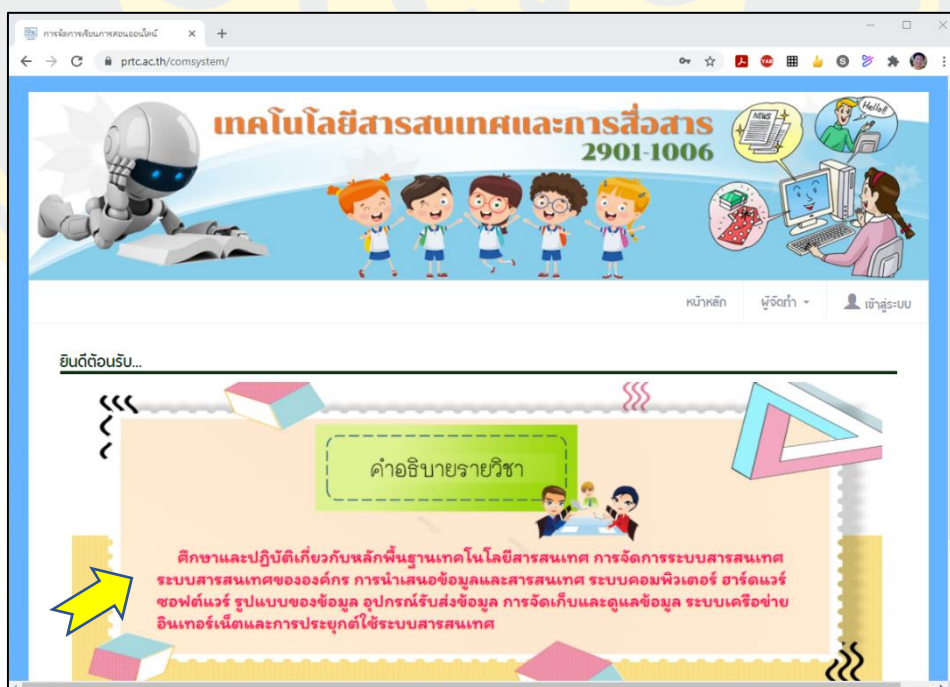 การจัดการเรียนการสอนออนไลน์
prtc.ac.th/comsystem/
เทคโนโลยีสารสนเทศและการสื่อสาร
2901-1006
NEWS
Hello!!
หน้าหลัก ผู้จัดทำ เข้าสู่ระบบ
ยินดีต้อนรับ...
คำอธิบายรายวิชา
ศึกษาและปฏิบัติเกี่ยวกับหลักพื้นฐานเทคโนโลยีสารสนเทศ การจัดการระบบสารสนเทศ
ระบบสารสนเทศขององค์กร การนำเสนอข้อมูลและสารสนเทศ ระบบคอมพิวเตอร์ ฮาร์ดแวร์
ซอฟต์แวร์ รูปแบบของข้อมูล อุปกรณ์รับส่งข้อมูล การจัดเก็บและดูแลข้อมูล ระบบเครือข่าย
อินเทอร์เน็ตและการประยุกต์ใช้ระบบสารสนเทศ